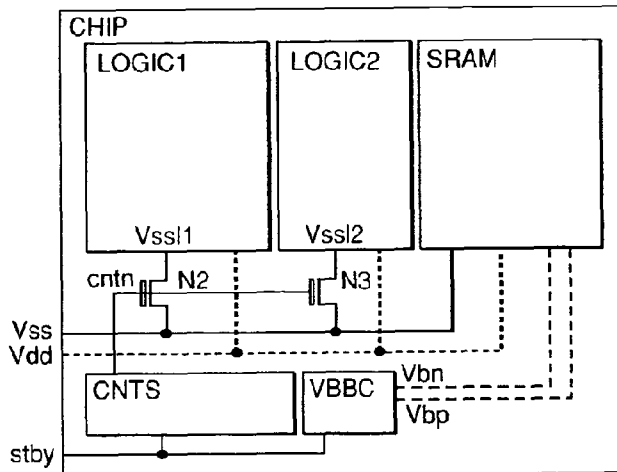 CHIP
LOGIC1
LOGIC2
SRAM
Vssl1
Vssl2
cntn
N2
N3
Vss
Vdd
CNTS
VBBC
Vbn
Vbp
stby